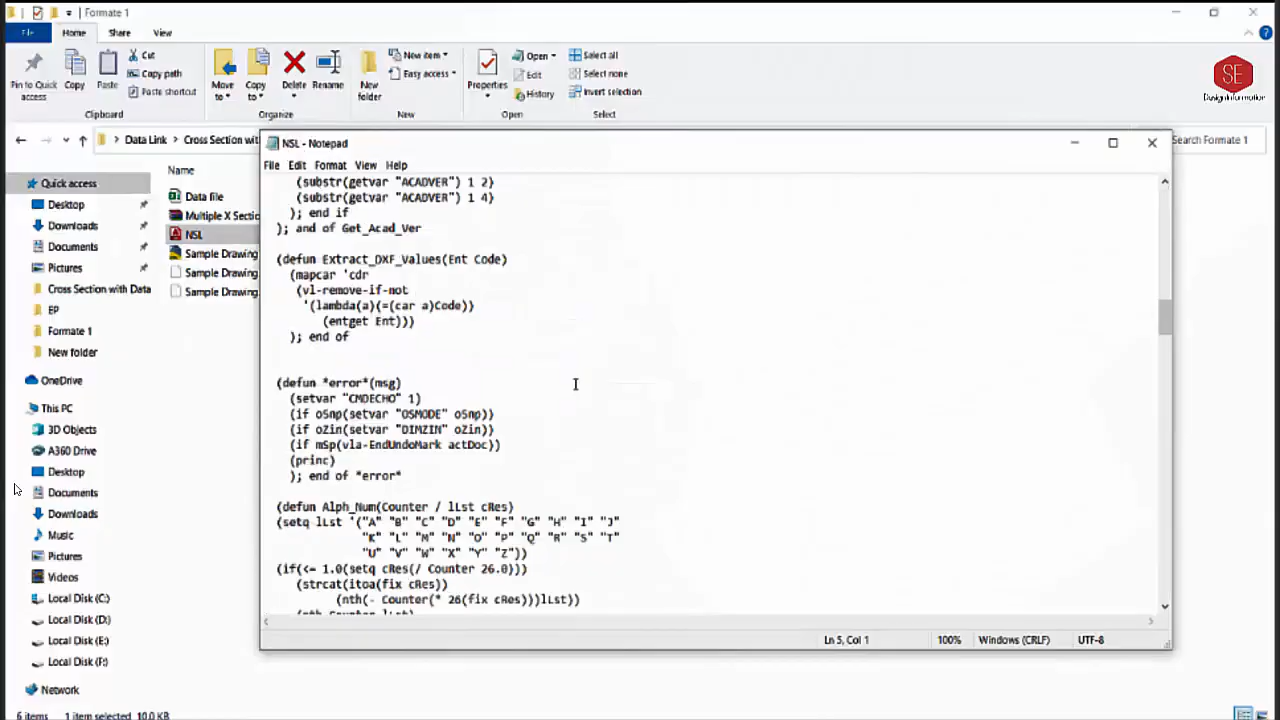 Formate 1
File
Home
Share
View
Pin to Quick
access
Copy
Paste
Cut
Copy path
Paste shortcut
Clipboard
Move
to
Copy
to
Delete
Rename
Organize
New
folder
New item
Easy access
New
Properties
Open
Edit
History
Open
Select all
Select none
Invert selection
Select
SE
Design Information
Data Link
Cross Section wit
Search Formate 1
Name
Data file
Multiple X Sectio
NSL
Sample Drawing
Sample Drawing
Sample Drawing
Quick access
Desktop
Downloads
Documents
Pictures
Cross Section with Data
EP
Formate 1
New folder
OneDrive
This PC
3D Objects
A360 Drive
Desktop
Documents
Downloads
Music
Pictures
Videos
Local Disk (C:)
Local Disk (D:)
Local Disk (E:)
Local Disk (F:)
Network
6 items
1 item selected 10.0 KB
NSL - Notepad
File Edit Format View Help
(substr(getvar "ACADVER") 1 2)
(substr(getvar "ACADVER") 1 4)
); end if
); and of Get_Acad_Ver
(defun Extract_DXF_Values(Ent Code)
(mapcar 'cdr
(vl-remove-if-not
'(lambda(a)(=(car a)Code))
(entget Ent)))
); end of
(defun *error*(msg)
(setvar "CMDECHO" 1)
(if oSnp(setvar "OSMODE" oSnp))
(if oZin(setvar "DIMZIN" oZin))
(if mSp(vla-EndUndoMark actDoc))
(princ)
); end of *error*
(defun Alph_Num(Counter / lLst cRes)
(setq lLst '("A" "B" "C" "D" "E" "F" "G" "H" "I" "J"
"K" "L" "M" "N" "O" "P" "Q" "R" "S" "T"
"U" "V" "W" "X" "Y" "Z"))
(if(<= 1.0(setq cRes(/ Counter 26.0)))
(strcat(itoa(fix cRes))
(nth(- Counter(* 26(fix cRes)))lLst))
(nth Counter lLst)
Ln 5, Col 1
100%
Windows (CRLF)
UTF-8